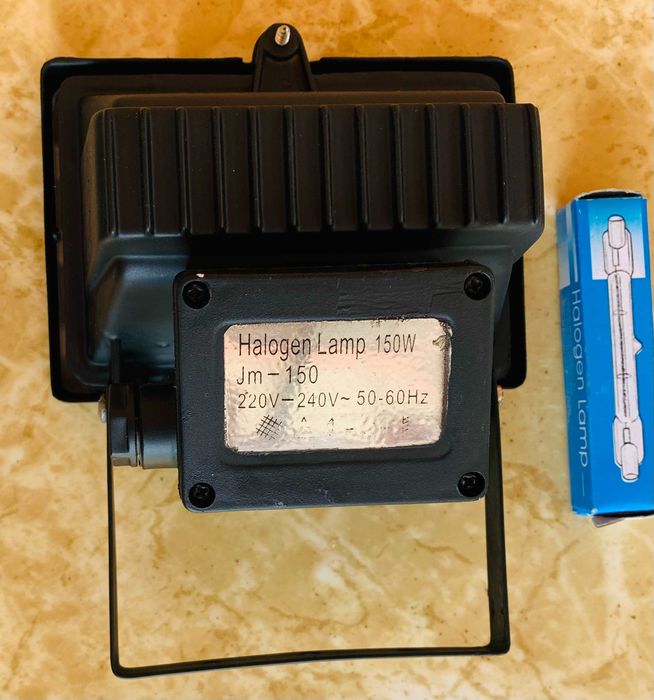 Halogen Lamp 150W
Jm-150
220V-240V~ 50-60Hz
Halogen Lamp